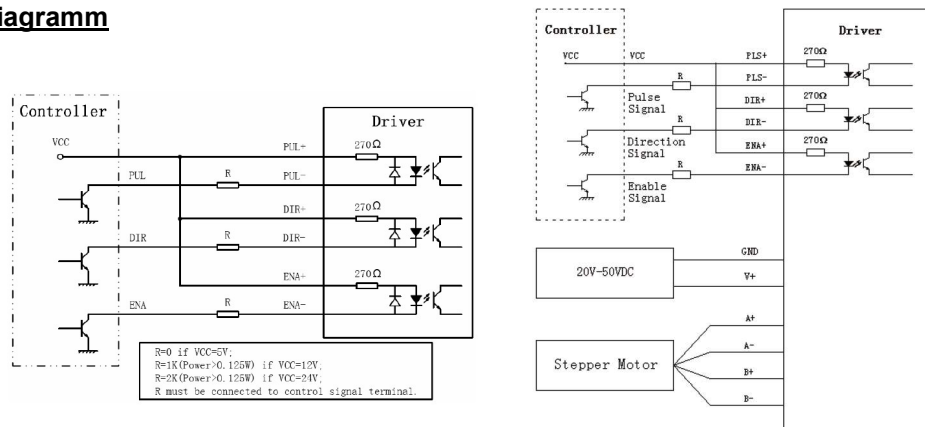 iagramm
Controller
VCC
PUL
DIR
ENA
R
R
R
PUL+
PUL-
DIR+
DIR-
ENA+
ENA-
Driver
270Ω
270Ω
270Ω
R=0 if VCC=5V;
R=1K(Power>0.125W) if VCC=12V;
R=2K(Power>0.125W) if VCC=24V;
R must be connected to control signal terminal.
Controller
VCC
VCC
R
Pulse
Signal
R
Direction
Signal
R
Enable
Signal
PLS+
PLS-
DIR+
DIR-
ENA+
ENA-
Driver
270Ω
270Ω
270Ω
20V-50VDC
GND
V+
Stepper Motor
A+
A-
B+
B-